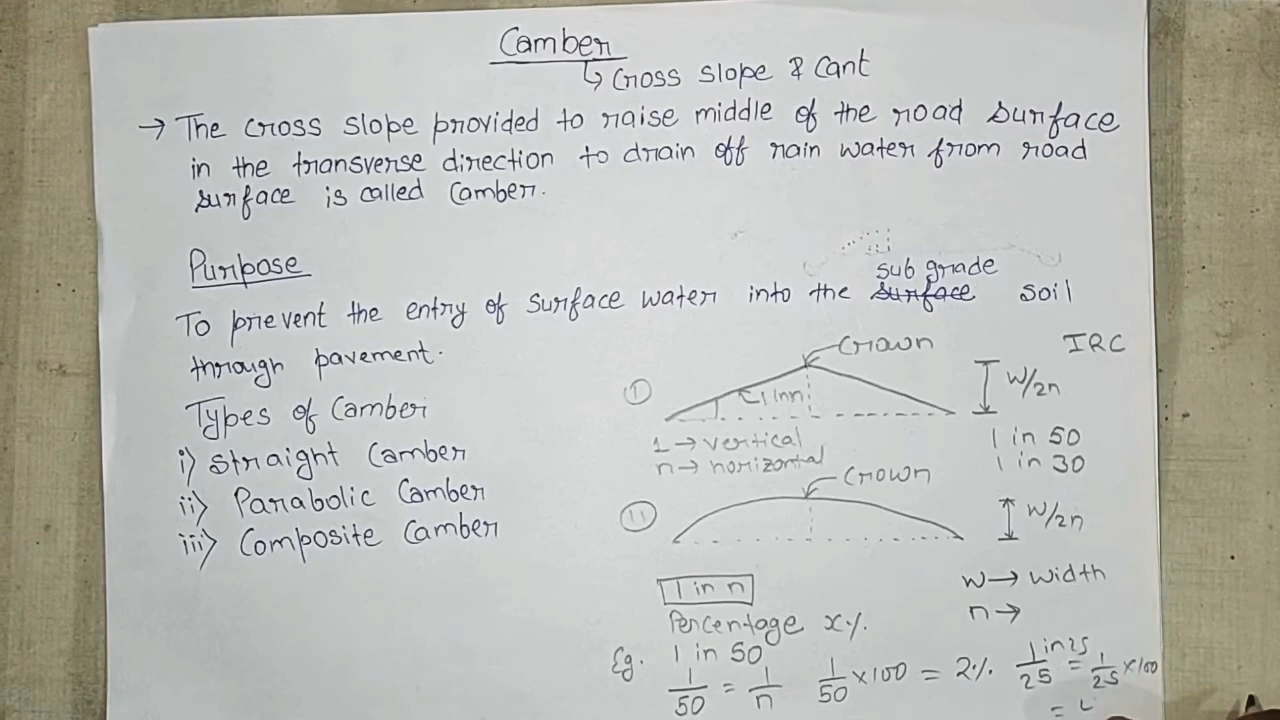 Camber
↳ Cross slope & Cant
→ The cross slope provided to raise middle of the road surface
in the transverse direction to drain off rain water from road
surface is called Camber.
Purpose
sub grade
To prevent the entry of surface water into the surface soil
through pavement.
Types of Camber
i) Straight Camber
ii) Parabolic Camber
iii) Composite Camber
Crown
IRC
I
1 in n
W/2n
1 → vertical
n → horizontal
1 in 50
1 in 30
Crown
II
W/2n
1 in n
W → width
n →
Percentage x%.
Eg. 1 in 50
1/50 = 1/n
1/50 × 100 = 2%.
1 in 25
1/25 = 1/25 × 100
= 4